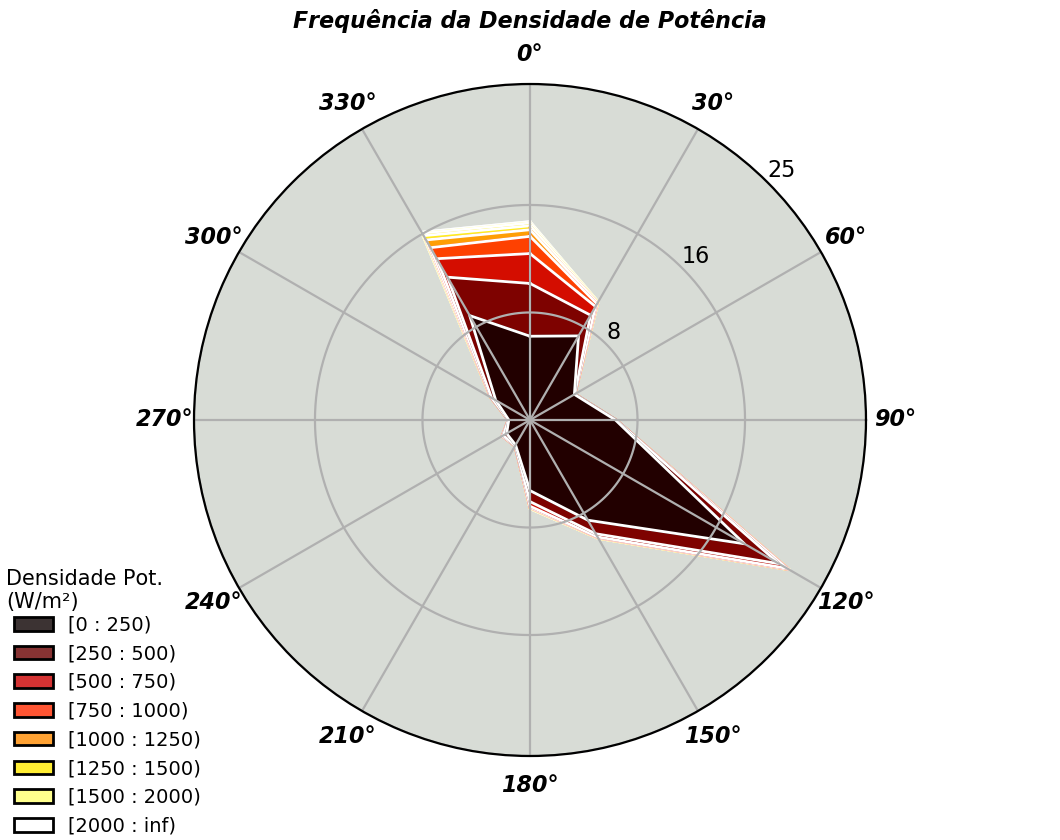 Frequência da Densidade de Potência
0°
30°
60°
90°
120°
150°
180°
210°
240°
270°
300°
330°
8
16
25
Densidade Pot.
(W/m²)
[0 : 250)
[250 : 500)
[500 : 750)
[750 : 1000)
[1000 : 1250)
[1250 : 1500)
[1500 : 2000)
[2000 : inf)